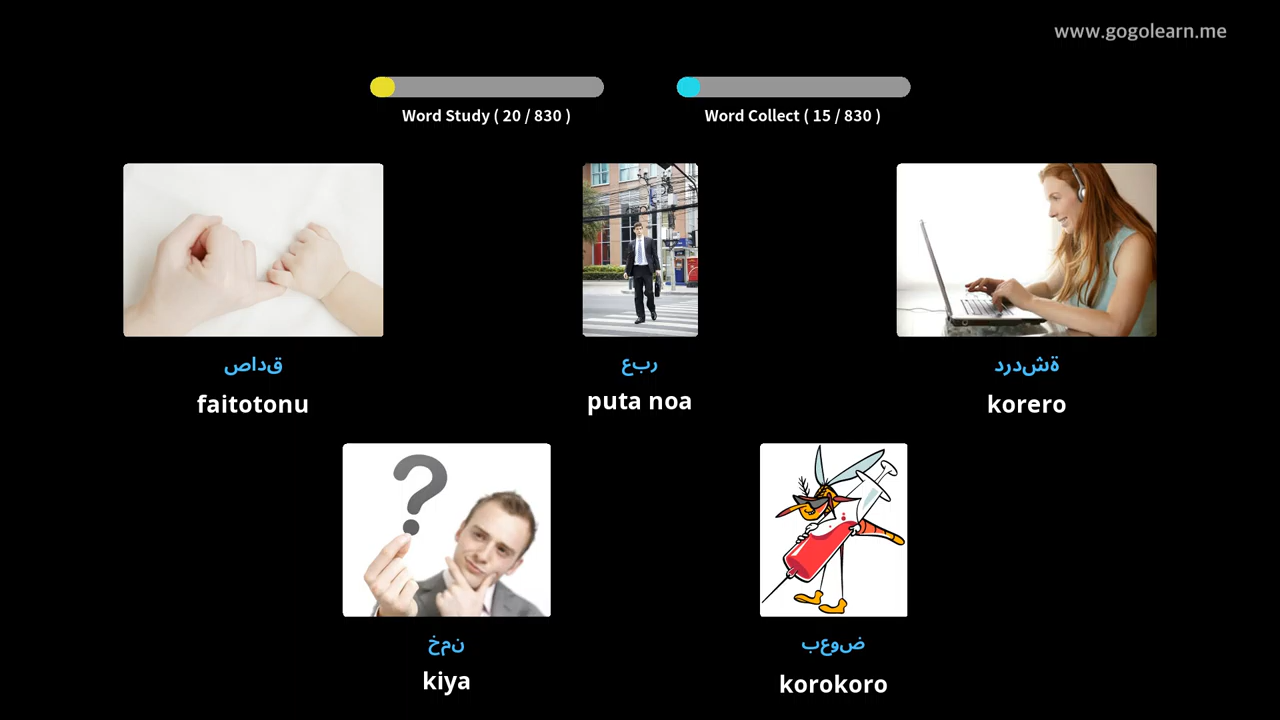 www.gogolearn.me
Word Study ( 20 / 830 )
Word Collect ( 15 / 830 )
قداص
faitotonu
ربع
puta noa
ةشدرد
korero
نمخ
kiya
ضوعب
korokoro